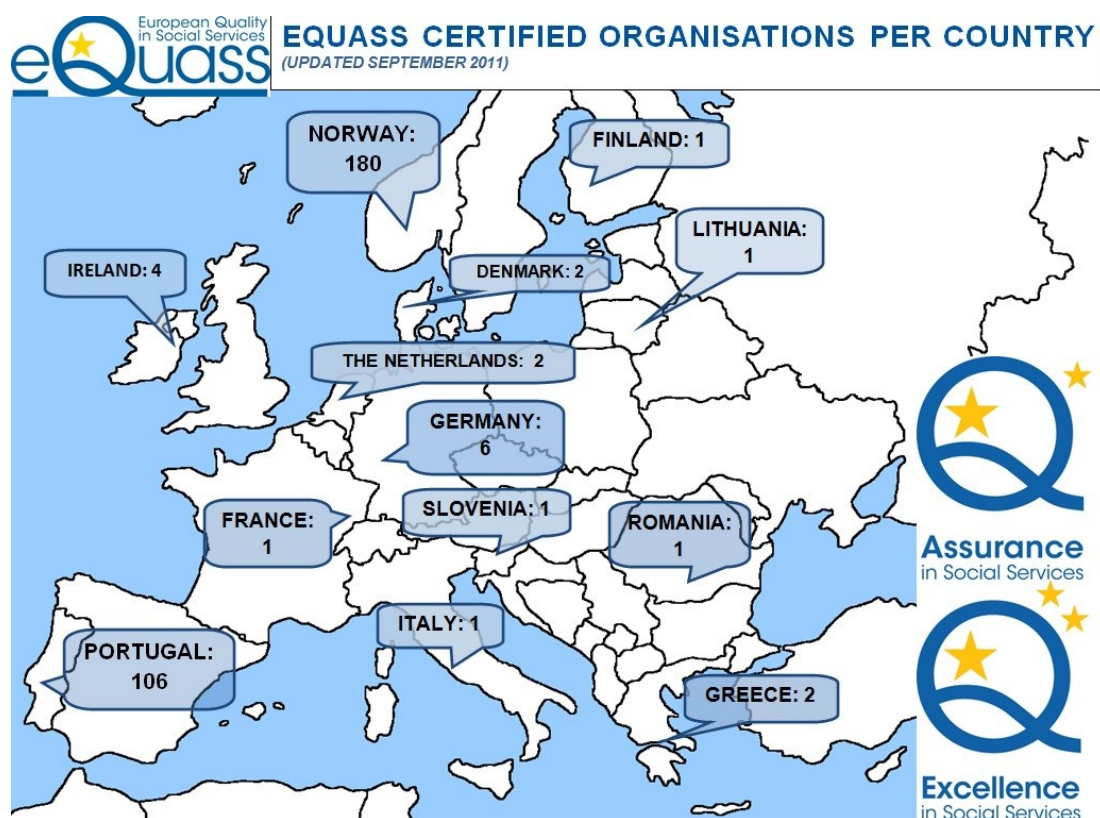 European Quality
in Social Services
eQuass
EQUASS CERTIFIED ORGANISATIONS PER COUNTRY
(UPDATED SEPTEMBER 2011)
NORWAY:
180
FINLAND: 1
LITHUANIA:
1
IRELAND: 4
DENMARK: 2
THE NETHERLANDS: 2
GERMANY:
6
SLOVENIA: 1
FRANCE:
1
ROMANIA:
1
Assurance
in Social Services
ITALY: 1
PORTUGAL:
106
GREECE: 2
Excellence
in Social Services